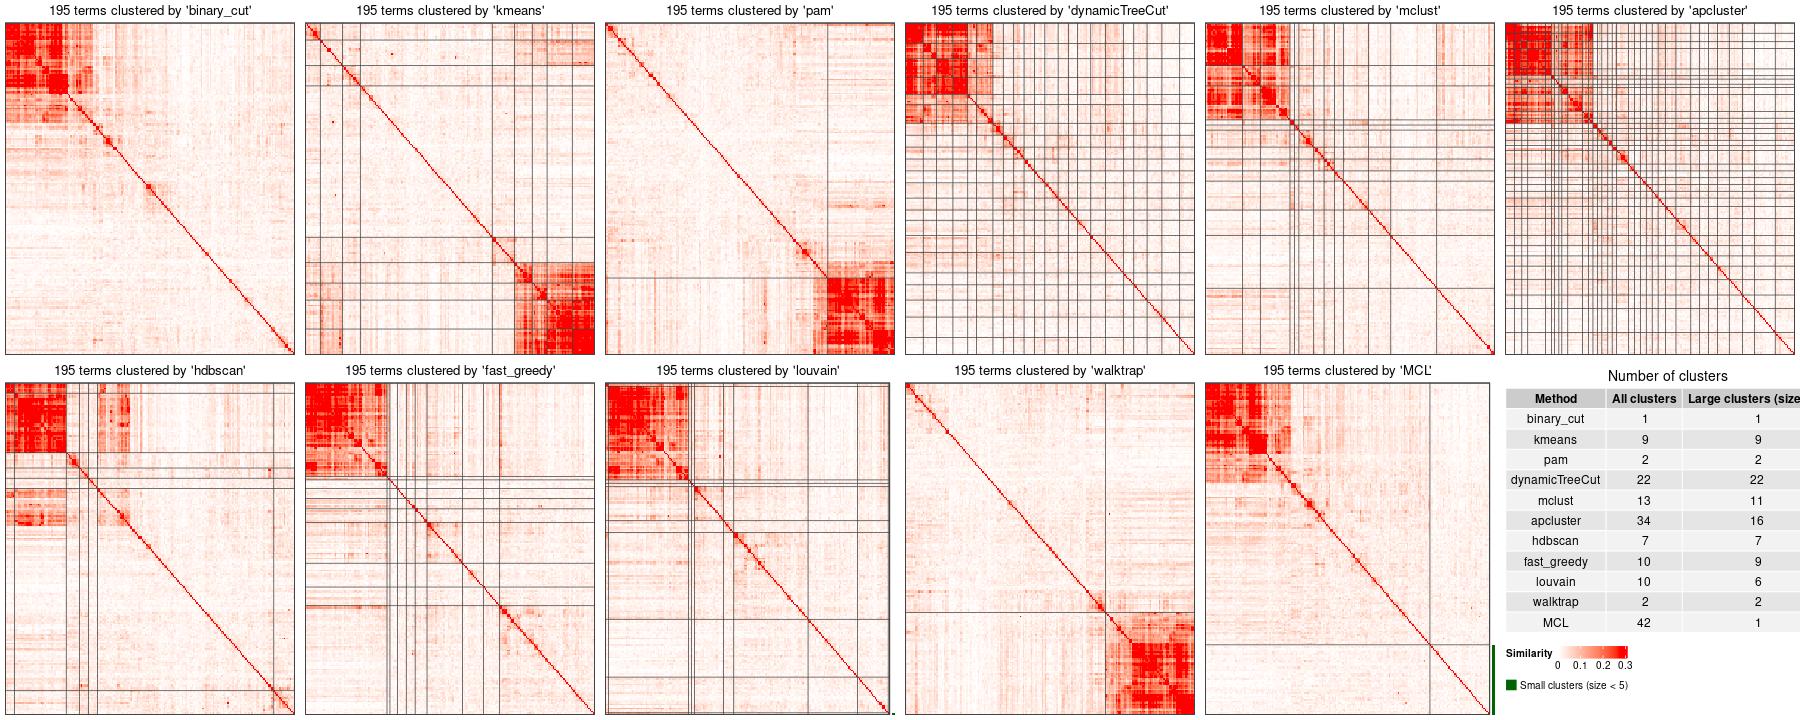 195 terms clustered by 'binary_cut'
195 terms clustered by 'kmeans'
195 terms clustered by 'pam'
195 terms clustered by 'dynamicTreeCut'
195 terms clustered by 'mclust'
195 terms clustered by 'apcluster'
195 terms clustered by 'hdbscan'
195 terms clustered by 'fast_greedy'
195 terms clustered by 'louvain'
195 terms clustered by 'walktrap'
195 terms clustered by 'MCL'
Number of clusters
Method All clusters Large clusters (size
binary_cut 1 1
kmeans 9 9
pam 2 2
dynamicTreeCut 22 22
mclust 13 11
apcluster 34 16
hdbscan 7 7
fast_greedy 10 9
louvain 10 6
walktrap 2 2
MCL 42 1
Similarity
0 0.1 0.2 0.3
Small clusters (size < 5)